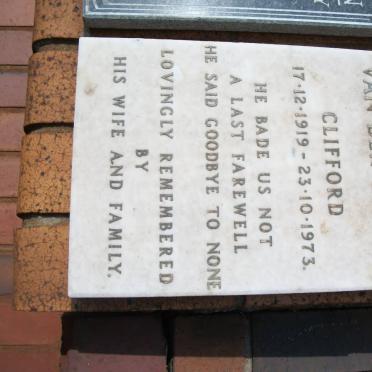 CLIFFORD
17-12-1919 - 23-10-1973.
HE BADE US NOT
A LAST FAREWELL
HE SAID GOODBYE TO NONE
LOVINGLY REMEMBERED
BY
HIS WIFE AND FAMILY.